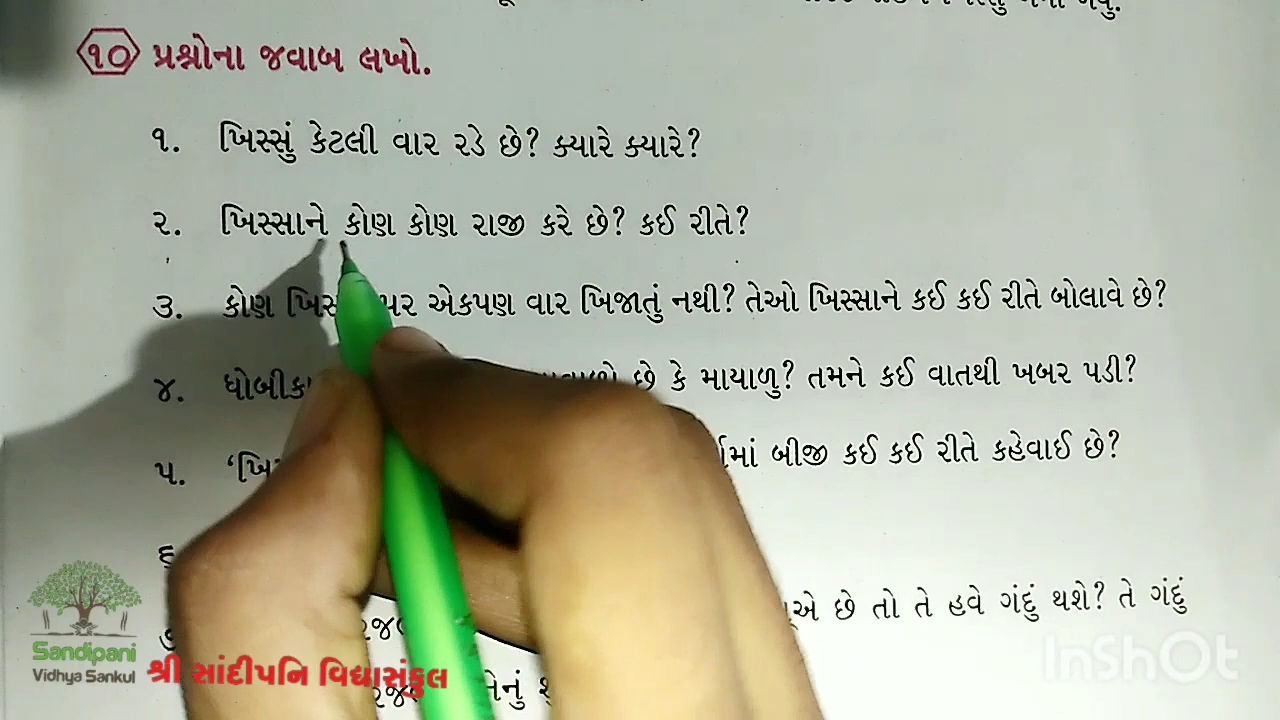 ૧૦ પ્રશ્નોના જવાબ લખો.
૧. ખિસ્સું કેટલી વાર રડે છે? ક્યારે ક્યારે?
૨. ખિસ્સાને કોણ કોણ રાજી કરે છે? કઈ રીતે?
૩. કોણ પર એકપણ વાર ખિજાતું નથી? તેઓ ખિસ્સાને કઈ કઈ રીતે બોલાવે છે?
૪. છે કે માયાળુ? તમને કઈ વાતથી ખબર પડી?
૫. બીજી કઈ કઈ રીતે કહેવાઈ છે?
૬
છે તો તે હવે ગંદું થશે? તે ગંદું
Sandipani
Vidhya Sankul
શ્રી સાંદીપનિ વિદ્યાસંકુલ
InShOt